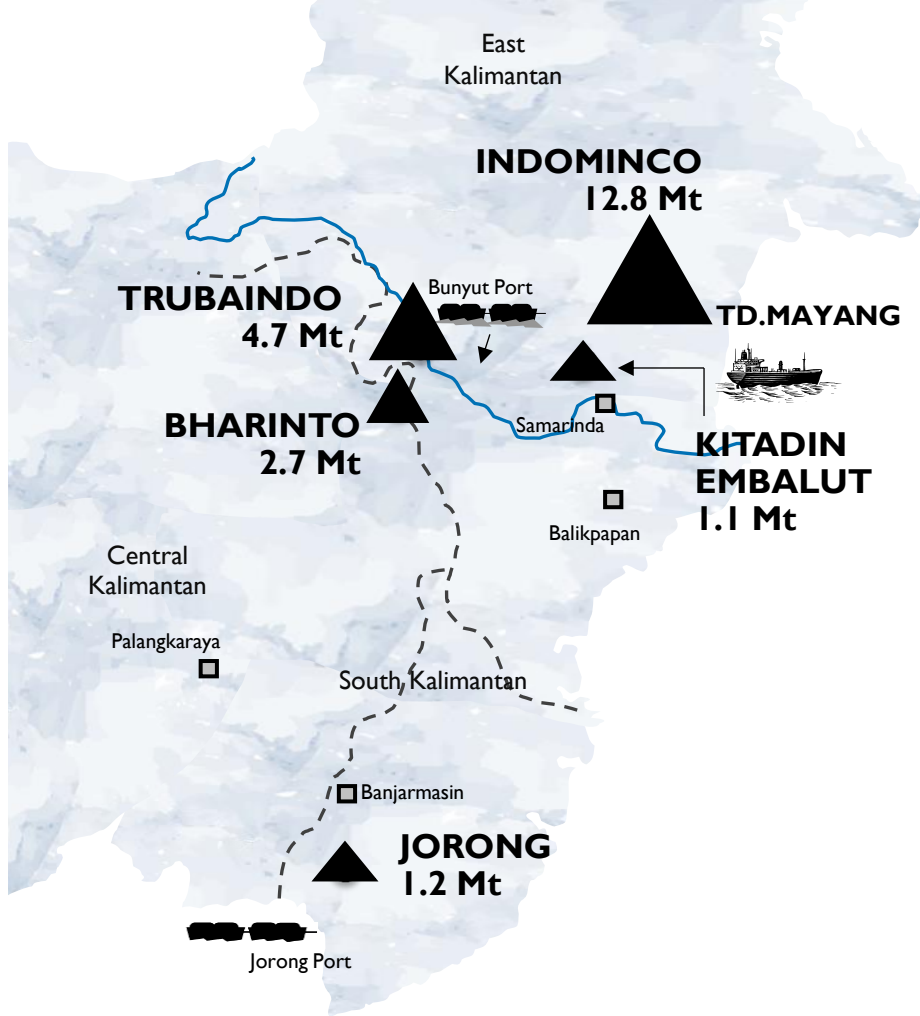 East
Kalimantan
INDOMINCO
12.8 Mt
TRUBAINDO
4.7 Mt
Bunyut Port
TD.MAYANG
BHARINTO
2.7 Mt
Samarinda
KITADIN
EMBALUT
1.1 Mt
Balikpapan
Central
Kalimantan
Palangkaraya
South Kalimantan
Banjarmasin
JORONG
1.2 Mt
Jorong Port